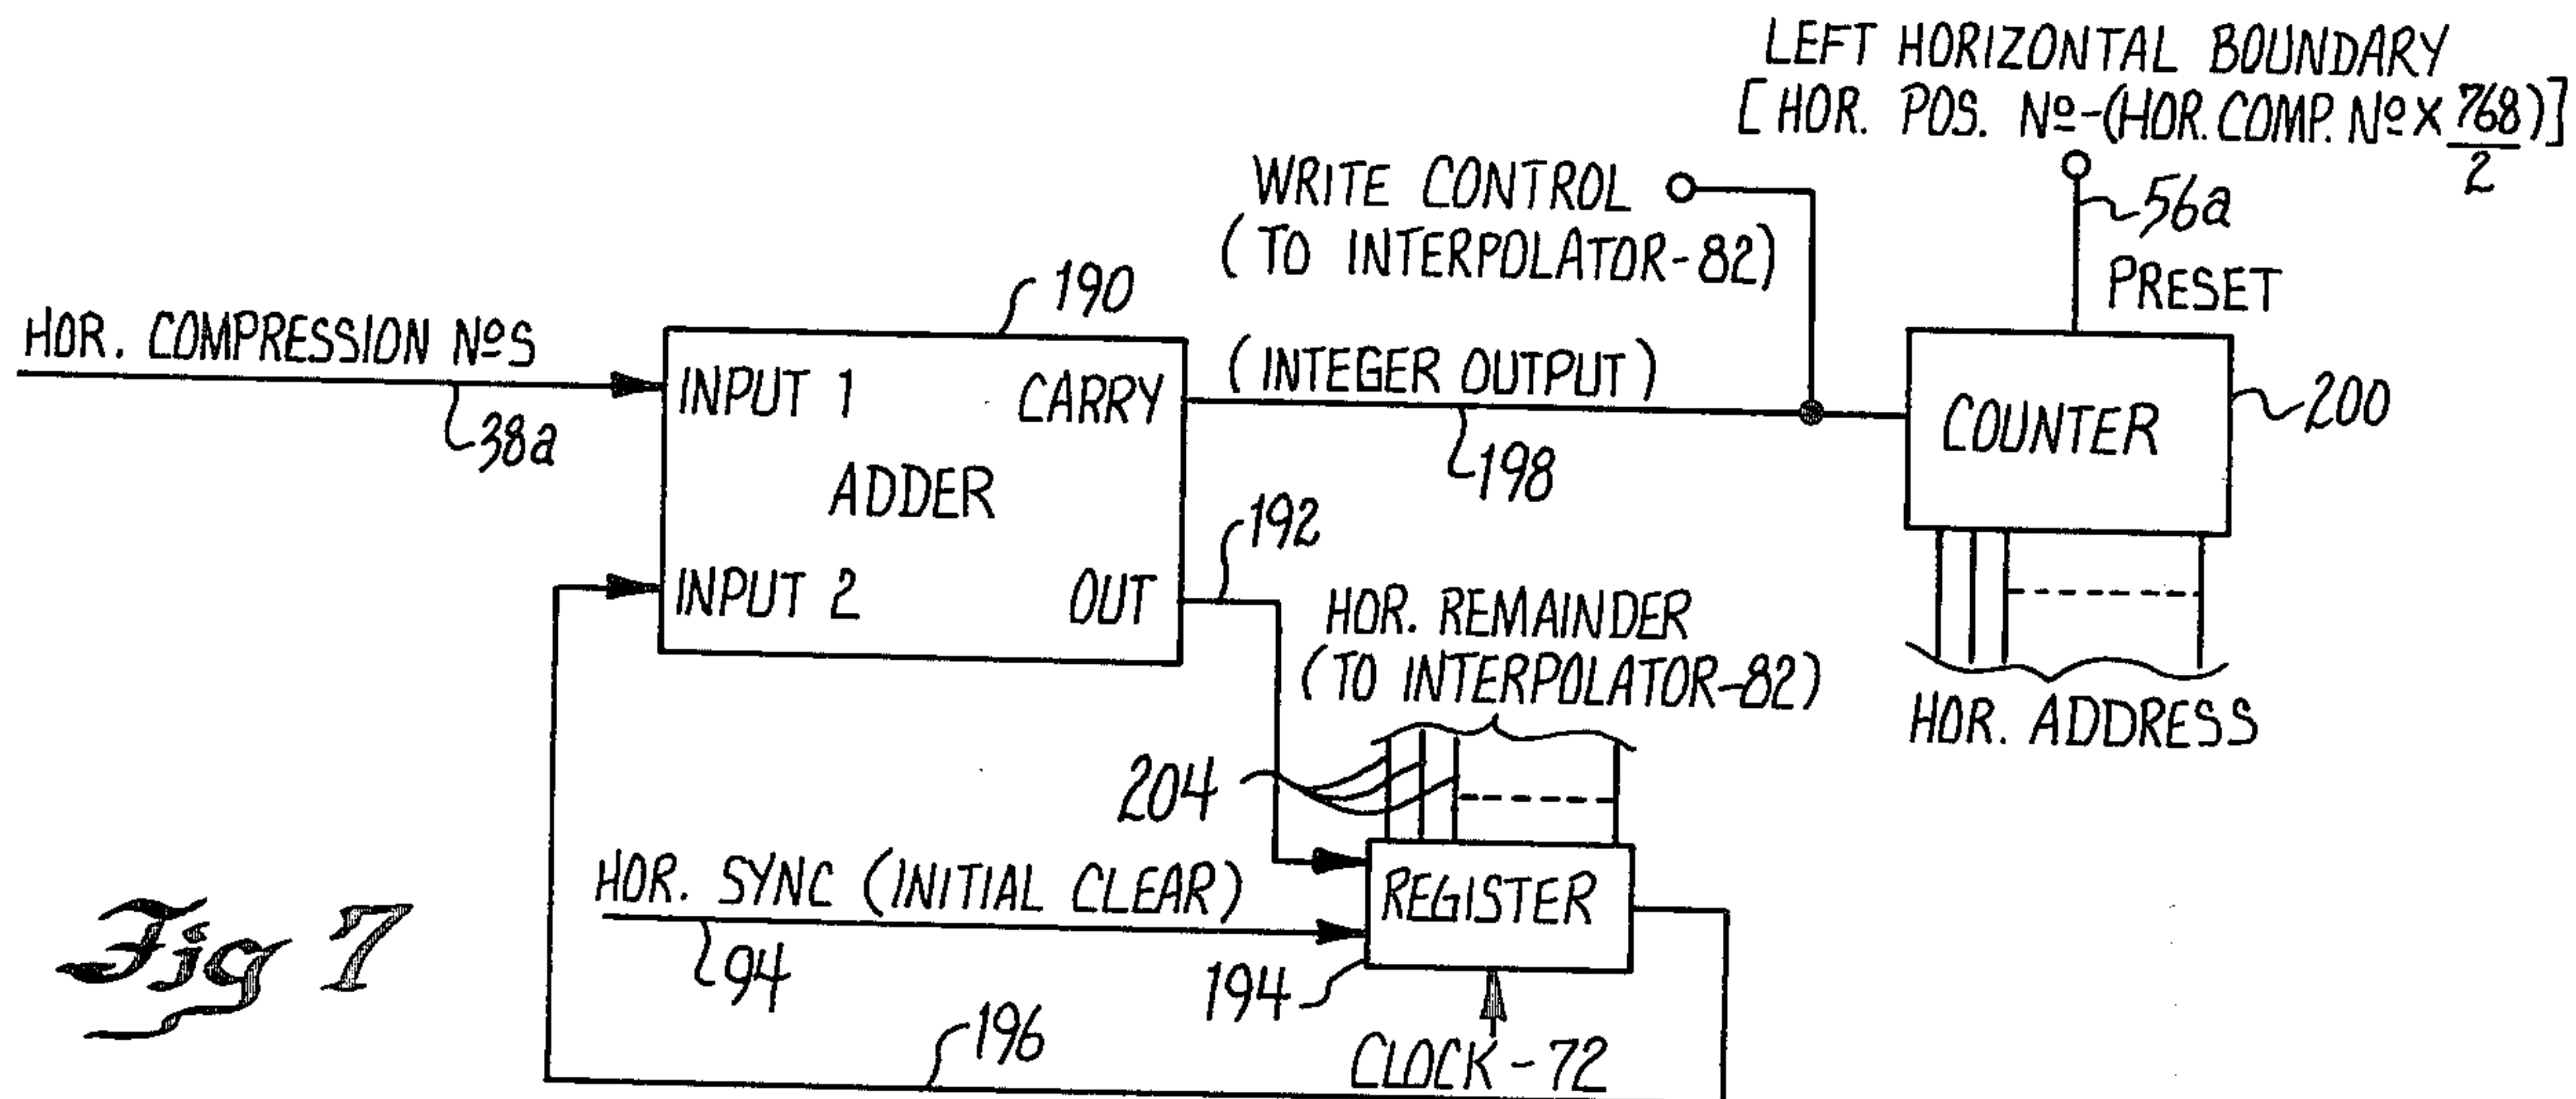 LEFT HORIZONTAL BOUNDARY
[HOR. POS. Nº-(HOR. COMP. Nº X 768/2)]
56a
PRESET
WRITE CONTROL
(TO INTERPOLATOR-82)
190
HOR. COMPRESSION NºS
38a
INPUT 1
CARRY
(INTEGER OUTPUT)
198
COUNTER
200
ADDER
192
INPUT 2
OUT
HOR. REMAINDER
(TO INTERPOLATOR-82)
HOR. ADDRESS
204
HOR. SYNC (INITIAL CLEAR)
94
REGISTER
194
CLOCK-72
196
Fig 7